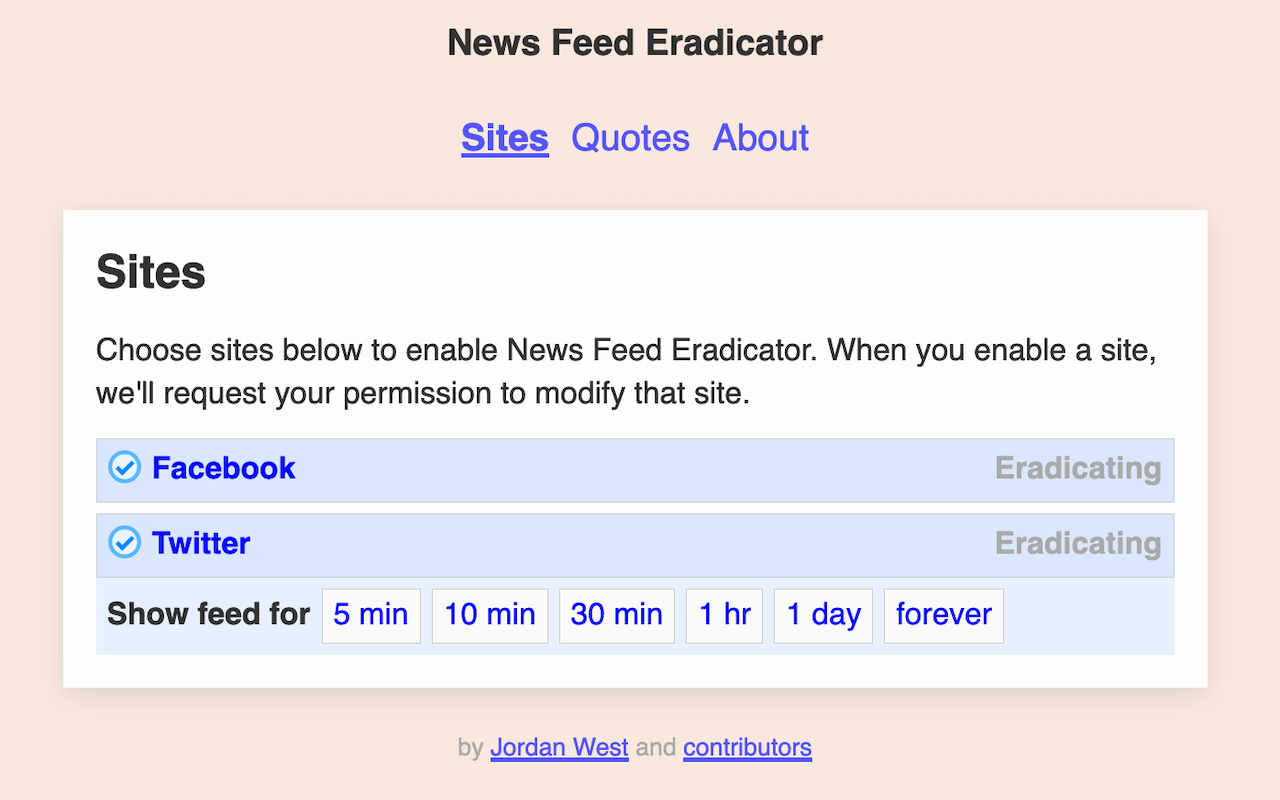 News Feed Eradicator
Sites Quotes About
Sites
Choose sites below to enable News Feed Eradicator. When you enable a site,
we'll request your permission to modify that site.
Facebook Eradicating
Twitter Eradicating
Show feed for 5 min 10 min 30 min 1 hr 1 day forever
by Jordan West and contributors